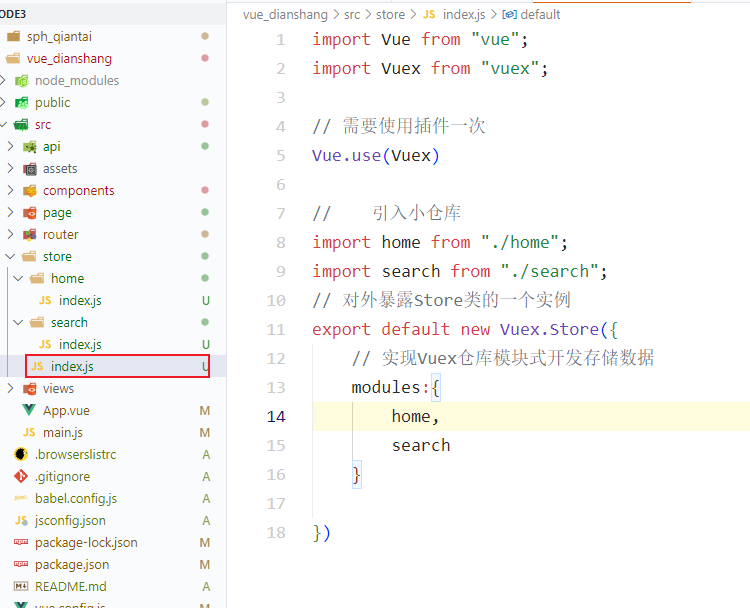 ODE3
sph_qiantai
vue_dianshang
node_modules
public
src
api
assets
components
page
router
store
home
JS index.js U
search
JS index.js U
JS index.js U
views
App.vue M
JS main.js M
.browserslistrc A
.gitignore A
babel.config.js A
JS jsconfig.json A
package-lock.json M
package.json M
README.md A
vue.config.js M
vue_dianshang > src > store > JS index.js > default
1 import Vue from "vue";
2 import Vuex from "vuex";
3
4 // 需要使用插件一次
5 Vue.use(Vuex)
6
7 // 引入小仓库
8 import home from "./home";
9 import search from "./search";
10 // 对外暴露Store类的一个实例
11 export default new Vuex.Store({
12 // 实现Vuex仓库模块式开发存储数据
13 modules:{
14 home,
15 search
16 }
17
18 })